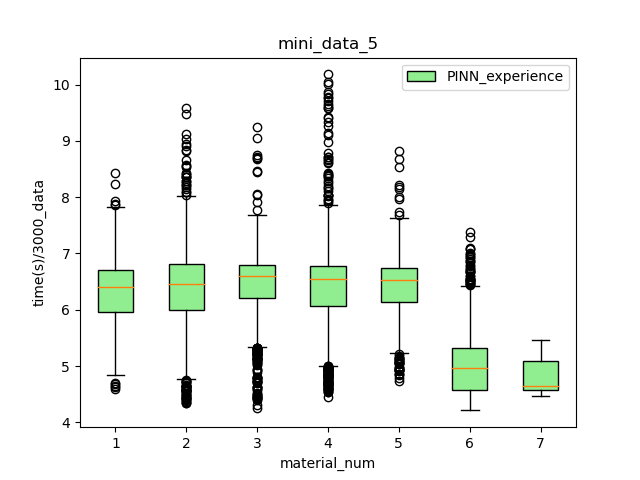 mini_data_5
PINN_experience
time(s)/3000_data
10
9
8
7
6
5
4
1 2 3 4 5 6 7
material_num